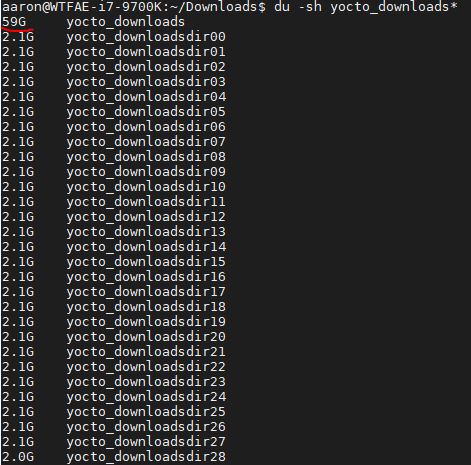 aaron@WTFAE-i7-9700K:~/Downloads$ du -sh yocto_downloads*
59G yocto_downloads
2.1G yocto_downloadsdir00
2.1G yocto_downloadsdir01
2.1G yocto_downloadsdir02
2.1G yocto_downloadsdir03
2.1G yocto_downloadsdir04
2.1G yocto_downloadsdir05
2.1G yocto_downloadsdir06
2.1G yocto_downloadsdir07
2.1G yocto_downloadsdir08
2.1G yocto_downloadsdir09
2.1G yocto_downloadsdir10
2.1G yocto_downloadsdir11
2.1G yocto_downloadsdir12
2.1G yocto_downloadsdir13
2.1G yocto_downloadsdir14
2.1G yocto_downloadsdir15
2.1G yocto_downloadsdir16
2.1G yocto_downloadsdir17
2.1G yocto_downloadsdir18
2.1G yocto_downloadsdir19
2.1G yocto_downloadsdir20
2.1G yocto_downloadsdir21
2.1G yocto_downloadsdir22
2.1G yocto_downloadsdir23
2.1G yocto_downloadsdir24
2.1G yocto_downloadsdir25
2.1G yocto_downloadsdir26
2.1G yocto_downloadsdir27
2.0G yocto_downloadsdir28